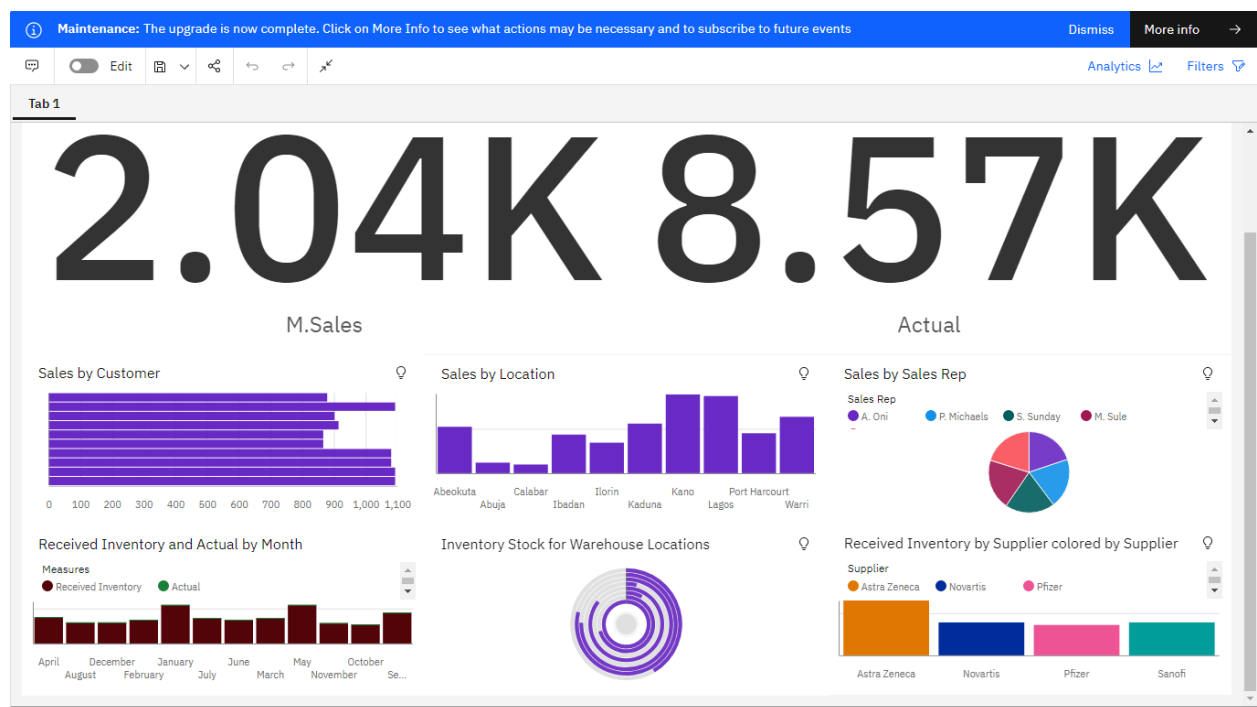 Maintenance: The upgrade is now complete. Click on More Info to see what actions may be necessary and to subscribe to future events
Dismiss
More info
Edit
Analytics
Filters
Tab 1
2.04K
8.57K
M.Sales
Actual
Sales by Customer
0 100 200 300 400 500 600 700 800 900 1,000 1,100
Sales by Location
Abeokuta Calabar Ilorin Kano Port Harcourt
Abuja Ibadan Kaduna Lagos Warri
Sales by Sales Rep
Sales Rep
A. Oni P. Michaels S. Sunday M. Sule
Received Inventory and Actual by Month
Measures
Received Inventory Actual
April December January June May October
August February July March November Se...
Inventory Stock for Warehouse Locations
Received Inventory by Supplier colored by Supplier
Supplier
Astra Zeneca Novartis Pfizer
Astra Zeneca Novartis Pfizer Sanofi